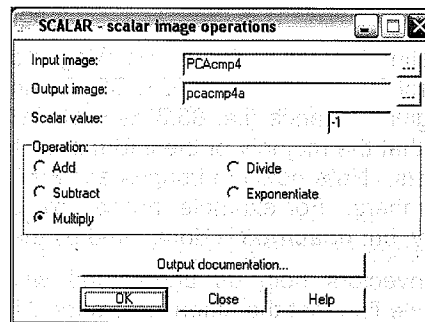 SCALAR - scalar image operations
Input image: PCAcmp4 ...
Output image: pcacmp4a ...
Scalar value: -1
Operation:
Add Divide
Subtract Exponentiate
Multiply
Output documentation...
OK Close Help